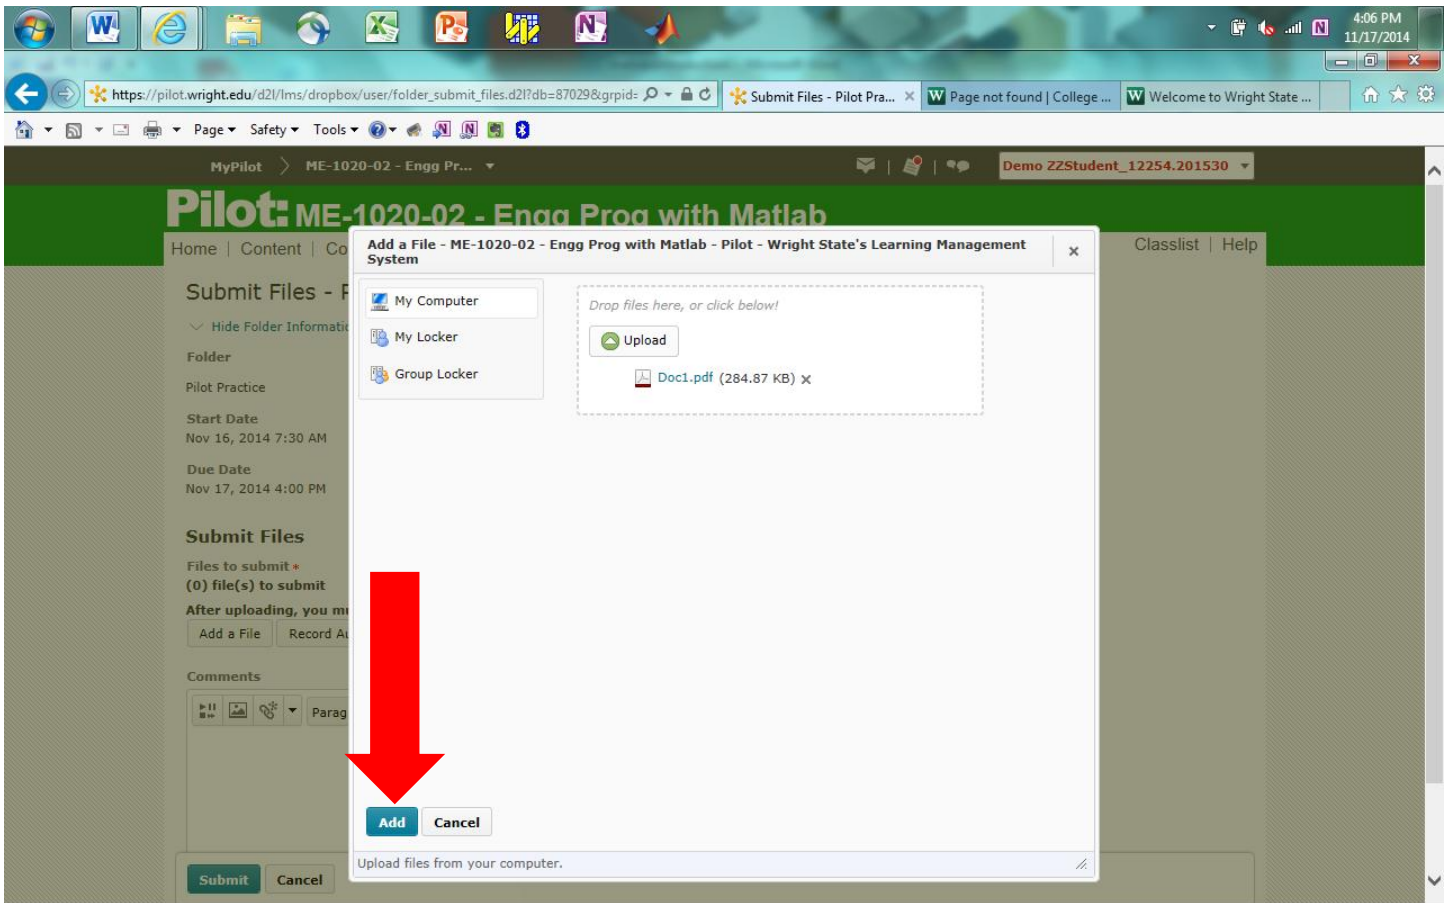 4:06 PM
11/17/2014
https://pilot.wright.edu/d2l/lms/dropbox/user/folder_submit_files.d2l?db=87029&grpid=
Submit Files - Pilot Pra...
Page not found | College ...
Welcome to Wright State ...
Page Safety Tools
MyPilot ME-1020-02 - Engg Pr...
Demo ZZStudent_12254.201530
Pilot: ME-1020-02 - Engg Prog with Matlab
Home | Content | Co
Classlist | Help
Add a File - ME-1020-02 - Engg Prog with Matlab - Pilot - Wright State's Learning Management
System
My Computer
My Locker
Group Locker
Drop files here, or click below!
Upload
Doc1.pdf (284.87 KB)
Submit Files - P
Hide Folder Informatio
Folder
Pilot Practice
Start Date
Nov 16, 2014 7:30 AM
Due Date
Nov 17, 2014 4:00 PM
Submit Files
Files to submit *
(0) file(s) to submit
After uploading, you mu
Add a File Record Au
Comments
Parag
Add Cancel
Upload files from your computer.
Submit Cancel